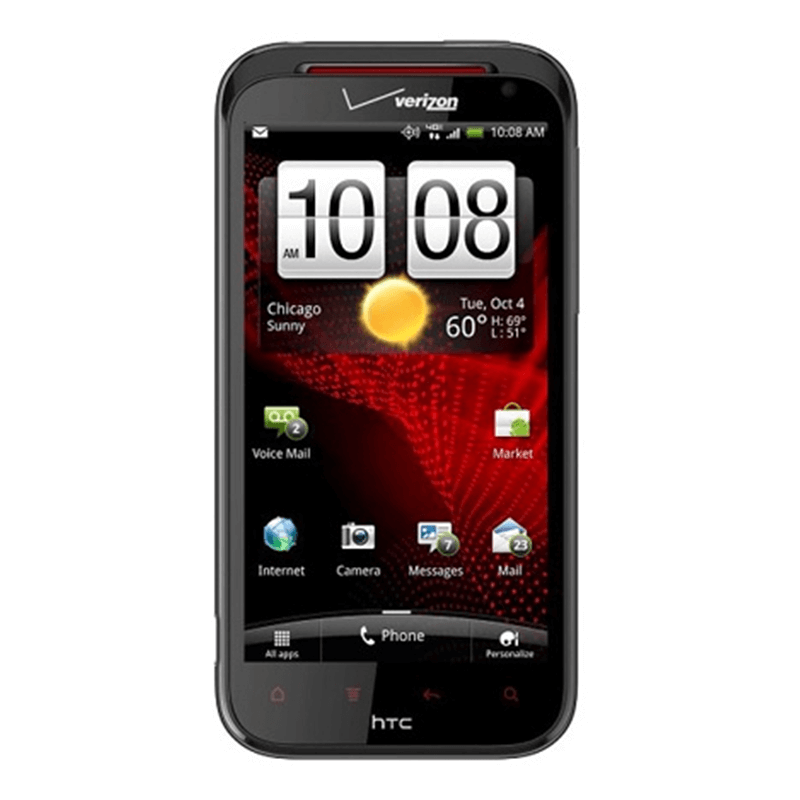 verizon
10:08 AM
10 08
AM
Chicago
Sunny
Tue, Oct 4
60° H: 69°
L: 51°
2
Voice Mail
Market
7
23
Internet
Camera
Messages
Mail
Phone
All apps
Personalize
hTC